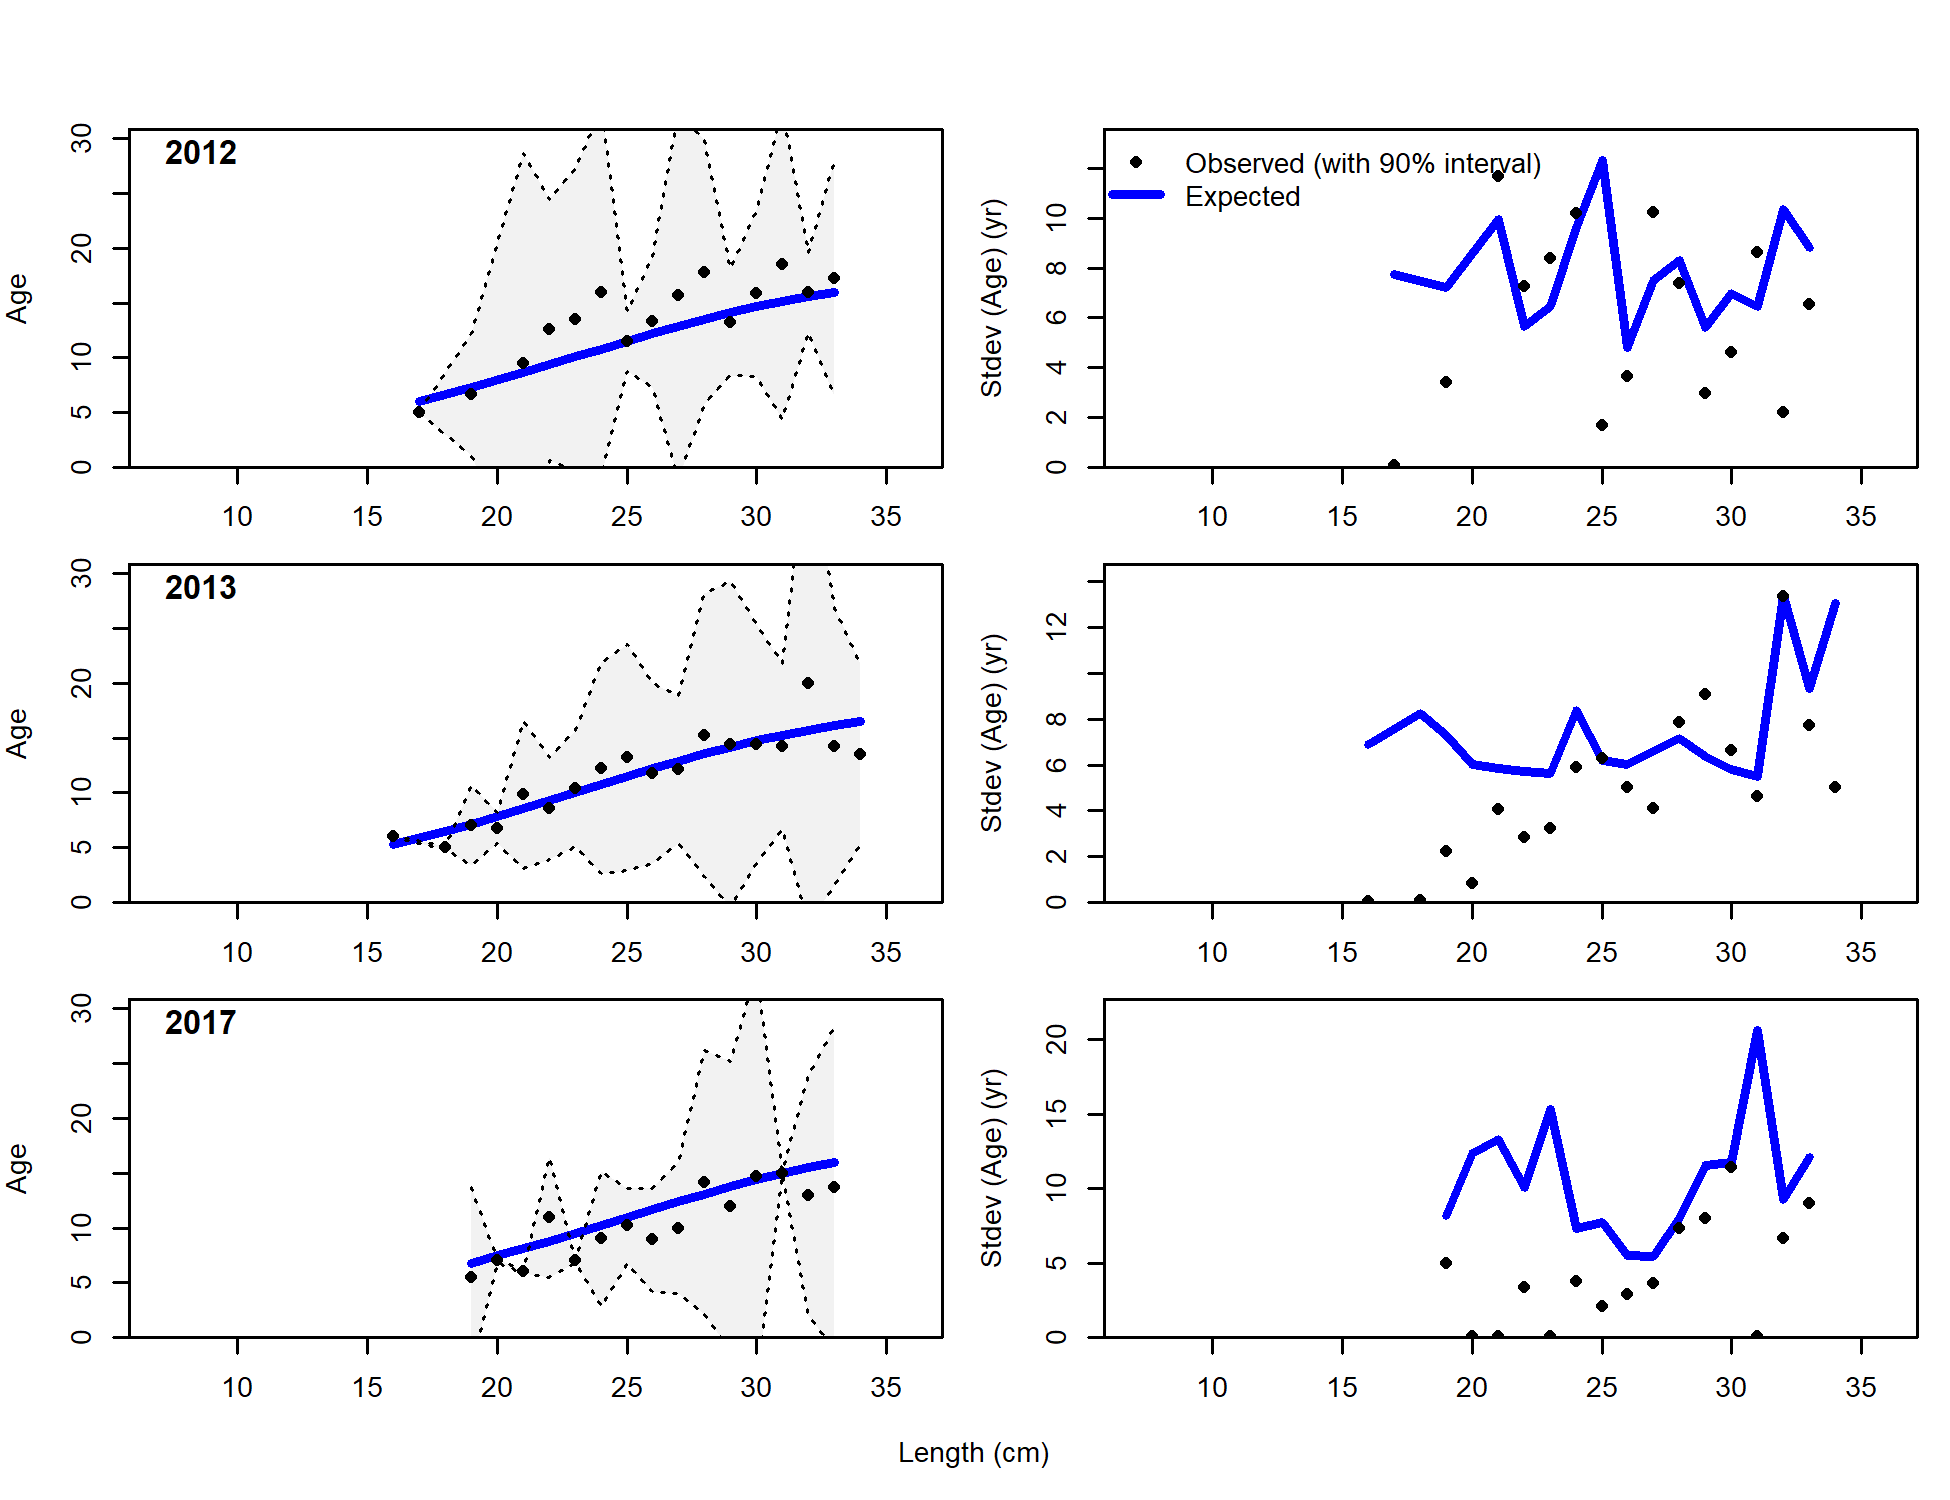 2012
Age
0 5 10 20 30
10 15 20 25 30 35
Observed (with 90% interval)
Expected
Stdev (Age) (yr)
0 2 4 6 8 10
10 15 20 25 30 35
2013
Age
0 5 10 20 30
10 15 20 25 30 35
Stdev (Age) (yr)
0 2 4 6 8 12
10 15 20 25 30 35
2017
Age
0 5 10 20 30
10 15 20 25 30 35
Stdev (Age) (yr)
0 5 10 15 20
10 15 20 25 30 35
Length (cm)